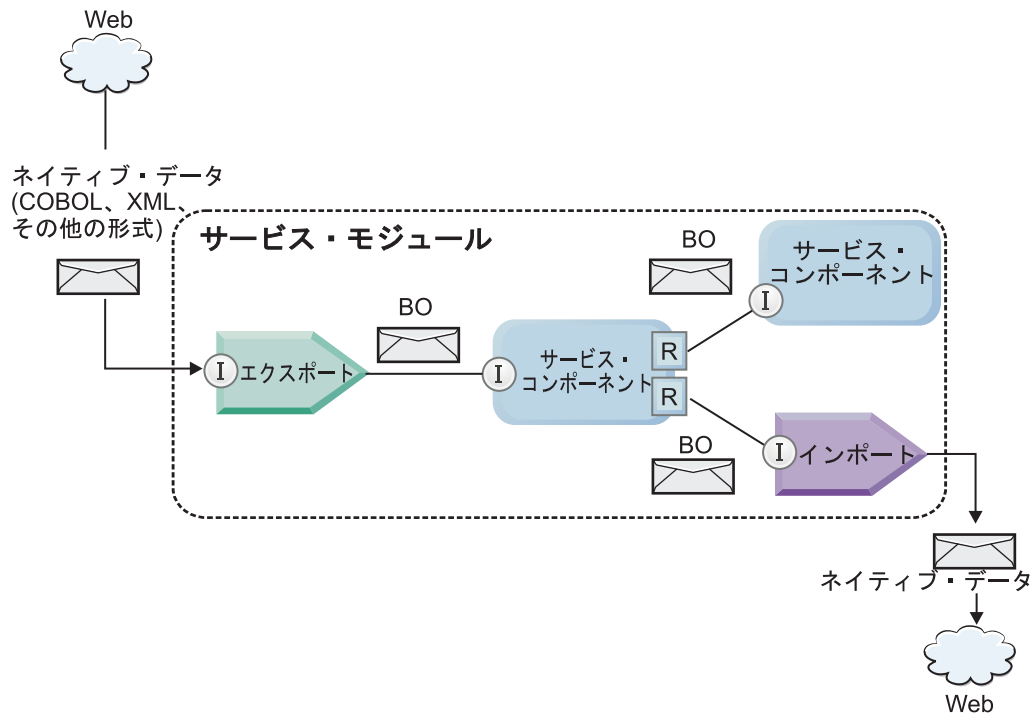 Web
ネイティブ・データ
(COBOL、XML、
その他の形式)
サービス・モジュール
BO
サービス・
コンポーネント
I
BO
I
エクスポート
I
サービス・
コンポーネント
R
R
BO
I
インポート
ネイティブ・データ
Web